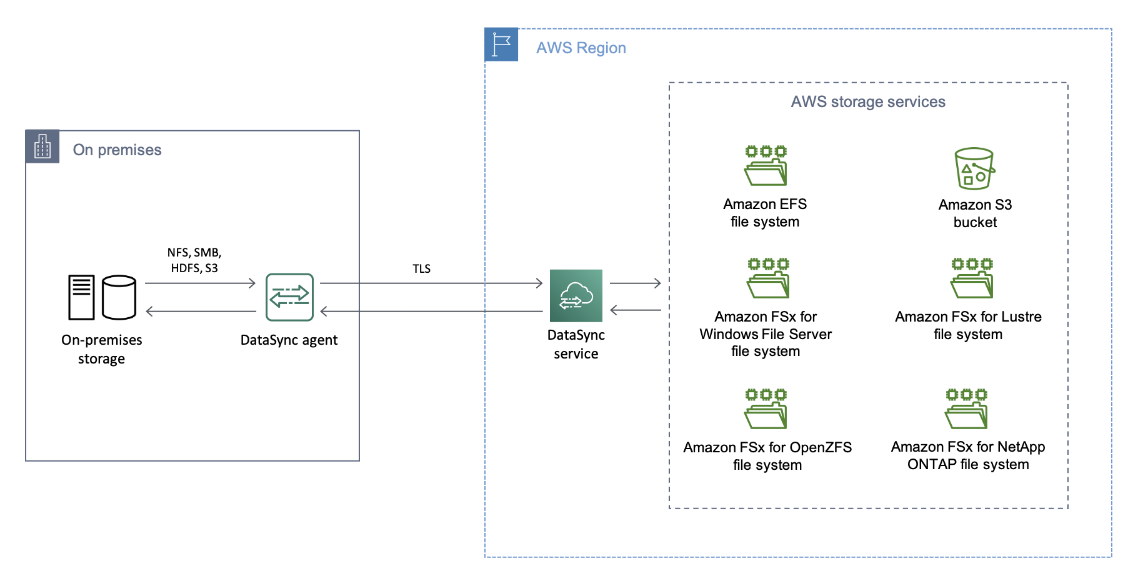 AWS Region
AWS storage services
On premises
Amazon EFS
file system
Amazon S3
bucket
NFS, SMB,
HDFS, S3
TLS
On-premises
storage
DataSync agent
DataSync
service
Amazon FSx for
Windows File Server
file system
Amazon FSx for Lustre
file system
Amazon FSx for OpenZFS
file system
Amazon FSx for NetApp
ONTAP file system